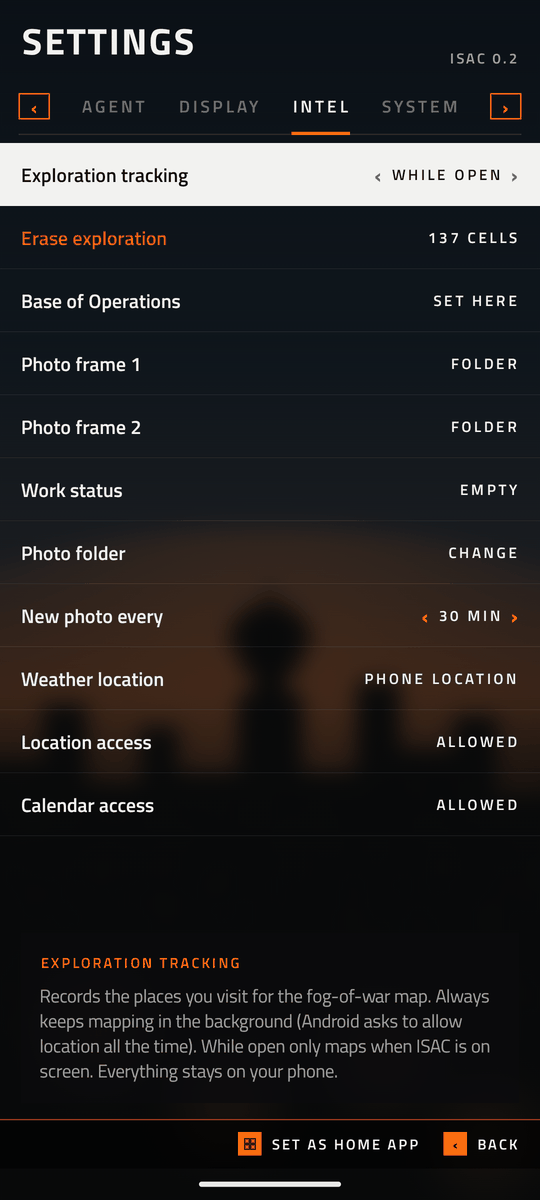 SETTINGS
ISAC 0.2
‹ AGENT DISPLAY INTEL SYSTEM ›
Exploration tracking ‹ WHILE OPEN ›
Erase exploration 137 CELLS
Base of Operations SET HERE
Photo frame 1 FOLDER
Photo frame 2 FOLDER
Work status EMPTY
Photo folder CHANGE
New photo every ‹ 30 MIN ›
Weather location PHONE LOCATION
Location access ALLOWED
Calendar access ALLOWED
EXPLORATION TRACKING
Records the places you visit for the fog-of-war map. Always
keeps mapping in the background (Android asks to allow
location all the time). While open only maps when ISAC is on
screen. Everything stays on your phone.
SET AS HOME APP ‹ BACK